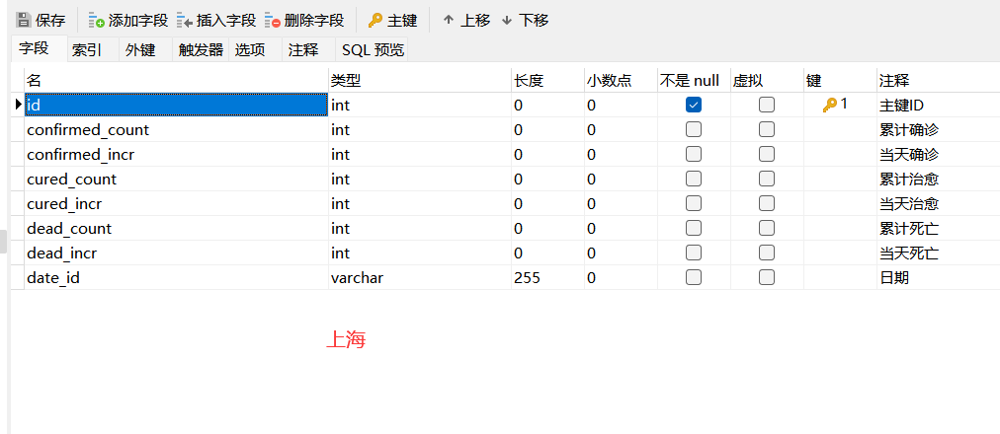 保存 添加字段 插入字段 删除字段 主键 上移 下移
字段 索引 外键 触发器 选项 注释 SQL 预览
名 类型 长度 小数点 不是 null 虚拟 键 注释
id int 0 0 1 主键ID
confirmed_count int 0 0 累计确诊
confirmed_incr int 0 0 当天确诊
cured_count int 0 0 累计治愈
cured_incr int 0 0 当天治愈
dead_count int 0 0 累计死亡
dead_incr int 0 0 当天死亡
date_id varchar 255 0 日期
上海